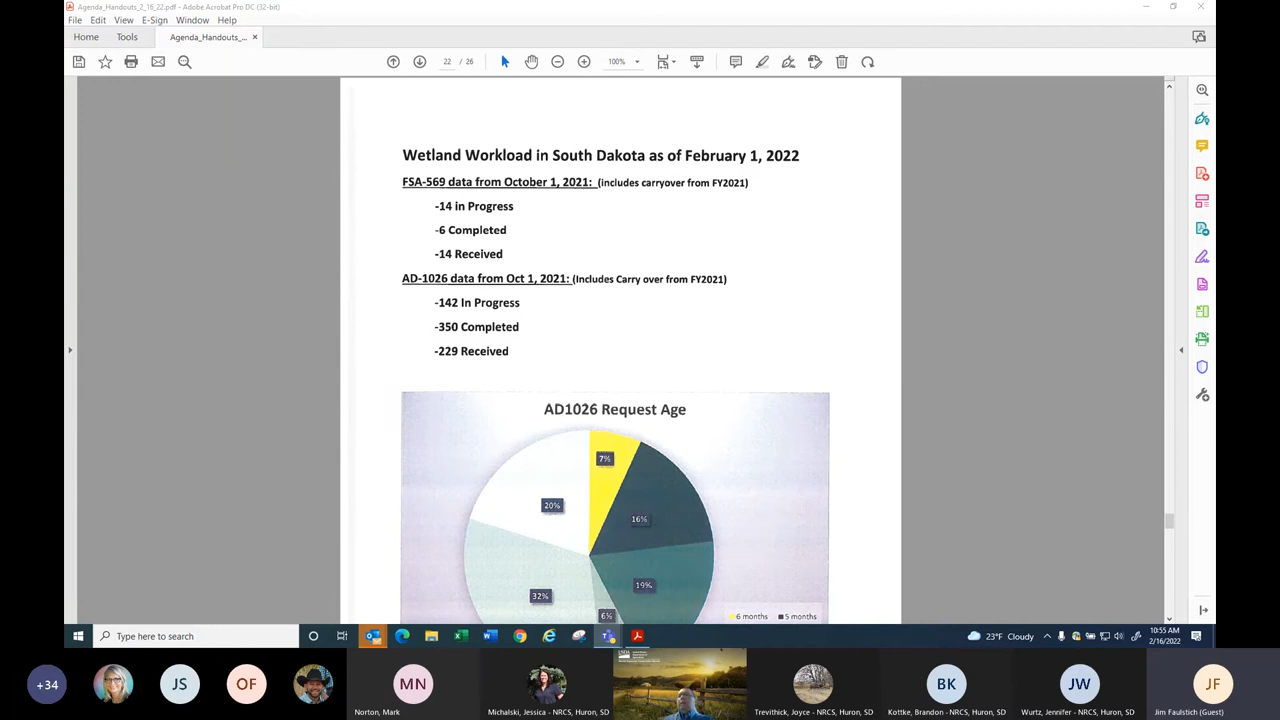 Agenda_Handouts_2_16_22.pdf - Adobe Acrobat Pro DC (32-bit)
File Edit View E-Sign Window Help
Home Tools Agenda_Handouts_... ×
22 / 26 100%
Wetland Workload in South Dakota as of February 1, 2022
FSA-569 data from October 1, 2021: (includes carryover from FY2021)
-14 in Progress
-6 Completed
-14 Received
AD-1026 data from Oct 1, 2021: (Includes Carry over from FY2021)
-142 In Progress
-350 Completed
-229 Received
AD1026 Request Age
7%
20%
16%
19%
32%
6%
6 months 5 months
Type here to search
23°F Cloudy
10:55 AM
2/16/2022
+34
JS
OF
MN
BK
JW
JF
USDA
Norton, Mark
Michalski, Jessica - NRCS, Huron, SD
Trevithick, Joyce - NRCS, Huron, SD
Kottke, Brandon - NRCS, Huron, SD
Wurtz, Jennifer - NRCS, Huron, SD
Jim Faulstich (Guest)